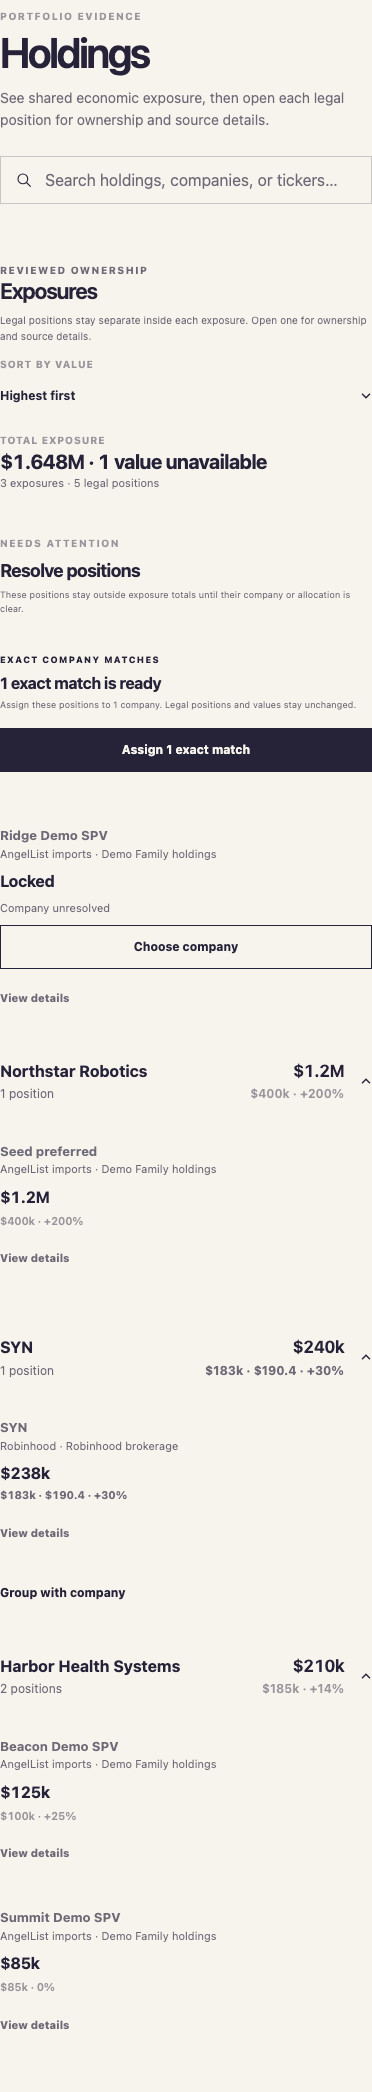 PORTFOLIO EVIDENCE
Holdings
See shared economic exposure, then open each legal
position for ownership and source details.
Search holdings, companies, or tickers...
REVIEWED OWNERSHIP
Exposures
Legal positions stay separate inside each exposure. Open one for ownership
and source details.
SORT BY VALUE
Highest first
TOTAL EXPOSURE
$1.648M · 1 value unavailable
3 exposures · 5 legal positions
NEEDS ATTENTION
Resolve positions
These positions stay outside exposure totals until their company or allocation is
clear.
EXACT COMPANY MATCHES
1 exact match is ready
Assign these positions to 1 company. Legal positions and values stay unchanged.
Assign 1 exact match
Ridge Demo SPV
AngelList imports · Demo Family holdings
Locked
Company unresolved
Choose company
View details
Northstar Robotics $1.2M
1 position $400k · +200%
Seed preferred
AngelList imports · Demo Family holdings
$1.2M
$400k · +200%
View details
SYN $240k
1 position $183k · $190.4 · +30%
SYN
Robinhood · Robinhood brokerage
$238k
$183k · $190.4 · +30%
View details
Group with company
Harbor Health Systems $210k
2 positions $185k · +14%
Beacon Demo SPV
AngelList imports · Demo Family holdings
$125k
$100k · +25%
View details
Summit Demo SPV
AngelList imports · Demo Family holdings
$85k
$85k · 0%
View details